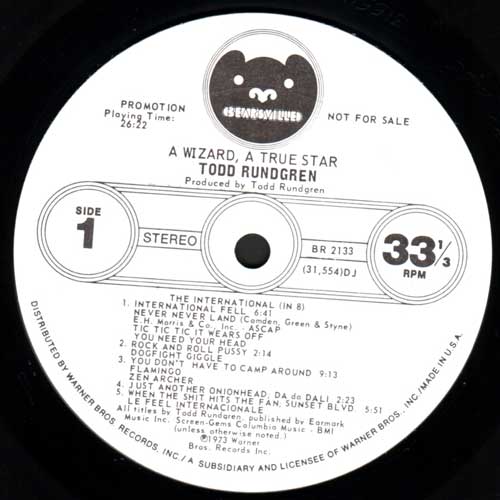 BEARSVILLE
PROMOTION
Playing Time:
26:22
NOT FOR SALE
A WIZARD, A TRUE STAR
TODD RUNDGREN
Produced by Todd Rundgren
SIDE
1
STEREO
BR 2133
(31,554)DJ
33 1/3
RPM
THE INTERNATIONAL (IN 8)
1. INTERNATIONAL FELL 6:41
NEVER NEVER LAND (Comden, Green & Styne)
E.H. Morris & Co., Inc. - ASCAP
TIC TIC TIC IT WEARS OFF
YOU NEED YOUR HEAD
2. ROCK AND ROLL PUSSY 2:14
DOGFIGHT GIGGLE
3. YOU DON'T HAVE TO CAMP AROUND 9:13
FLAMINGO
ZEN ARCHER
4. JUST ANOTHER ONIONHEAD, DA do DALI 2:23
5. WHEN THE SHIT HITS THE FAN, SUNSET BLVD. 5:51
LE FEEL INTERNACIONALE
All titles by Todd Rundgren, published by Earmark
Music Inc. Screen-Gems Columbia Music - BMI
(unless otherwise noted.)
℗1973 Warner
Bros. Records Inc.
DISTRIBUTED BY WARNER BROS. RECORDS, INC./ A SUBSIDIARY AND LICENSEE OF WARNER BROS., INC./MADE IN U.S.A.